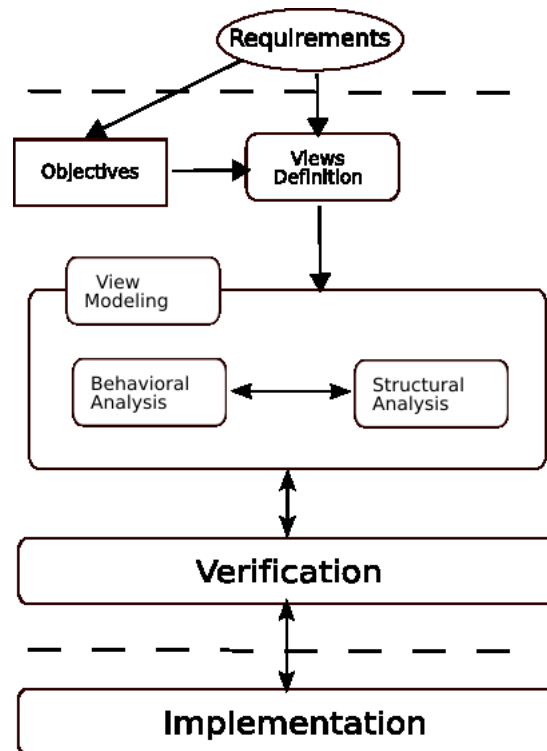 Requirements
Objectives
Views
Definition
View
Modeling
Behavioral
Analysis
Structural
Analysis
Verification
Implementation